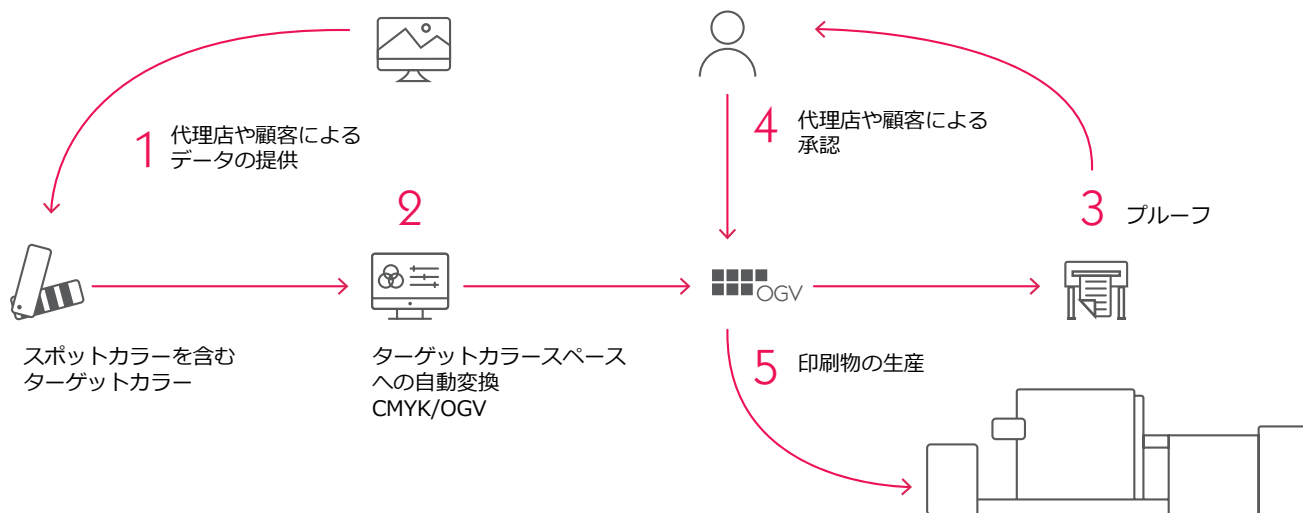 1
代理店や顧客による
データの提供
4
代理店や顧客による
承認
2
3
プルーフ
OGV
スポットカラーを含む
ターゲットカラー
ターゲットカラースペース
への自動変換
CMYK/OGV
5
印刷物の生産